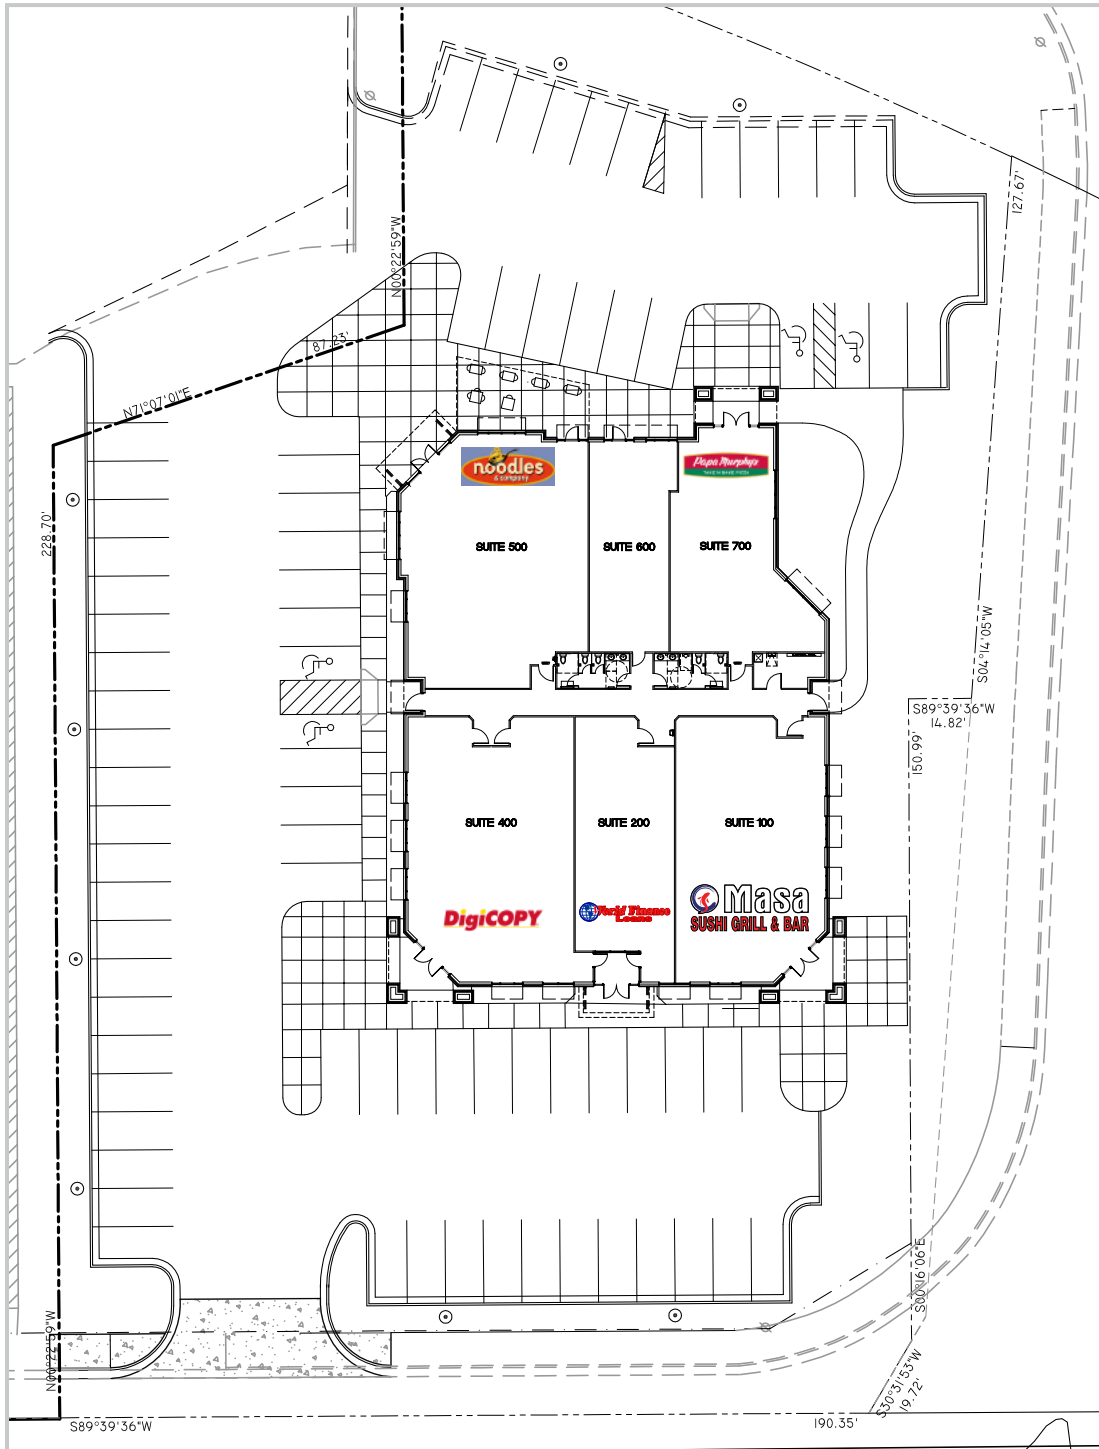 127.67'
N00°22'59"W
87.23'
N71°07'01"E
noodles
& company
Papa Murphy's
TAKE 'N' BAKE PIZZA
228.70'
SUITE 500
SUITE 600
SUITE 700
S04°14'05"W
S89°39'36"W
14.82'
150.99'
SUITE 400
SUITE 200
SUITE 100
DigiCOPY
World Finance
Loans
Masa
SUSHI GRILL & BAR
S00°16'06"E
N00°22'59"W
S30°31'53"W
19.72'
S89°39'36"W
190.35'